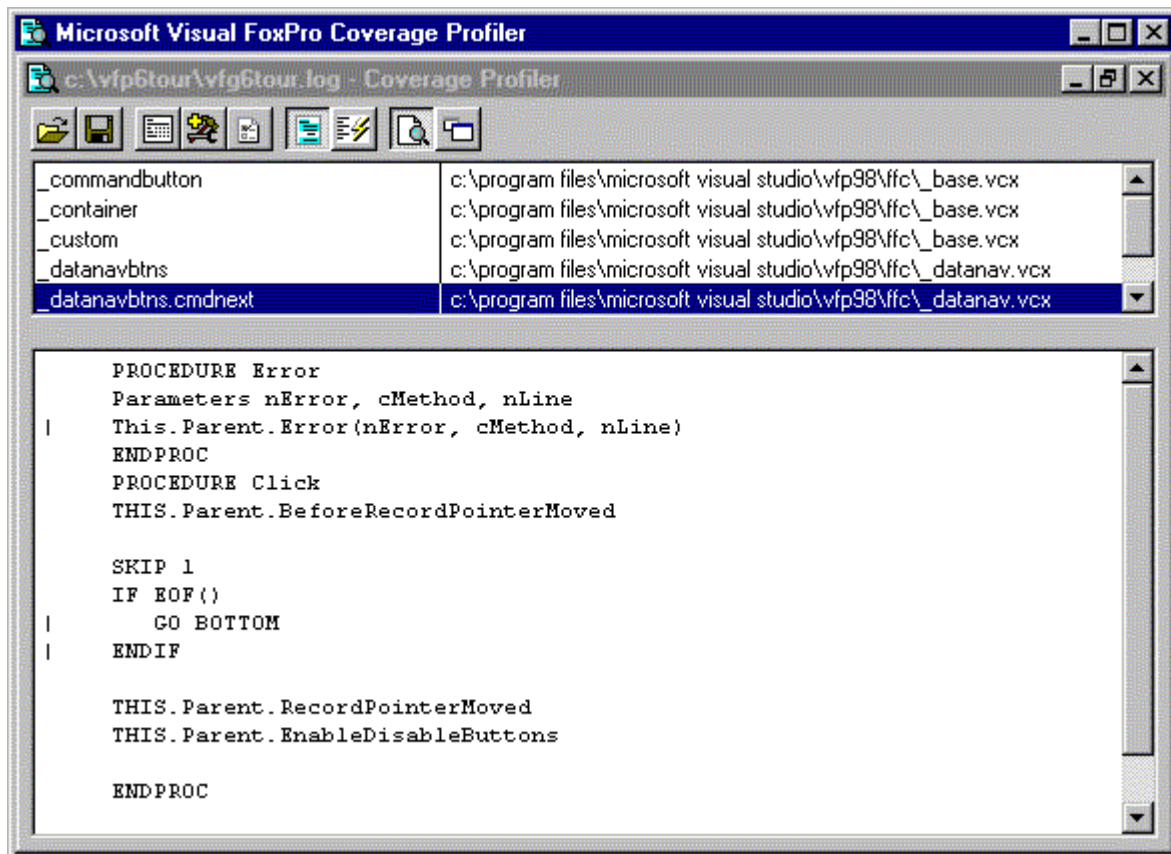 Microsoft Visual FoxPro Coverage Profiler
c:\vfp6tour\vfg6tour.log - Coverage Profiler
_commandbutton c:\program files\microsoft visual studio\vfp98\ffc\_base.vcx
_container c:\program files\microsoft visual studio\vfp98\ffc\_base.vcx
_custom c:\program files\microsoft visual studio\vfp98\ffc\_base.vcx
_datanavbtns c:\program files\microsoft visual studio\vfp98\ffc\_datanav.vcx
_datanavbtns.cmdnext c:\program files\microsoft visual studio\vfp98\ffc\_datanav.vcx
PROCEDURE Error
Parameters nError, cMethod, nLine
| This.Parent.Error(nError, cMethod, nLine)
ENDPROC
PROCEDURE Click
THIS.Parent.BeforeRecordPointerMoved
SKIP 1
IF EOF()
| GO BOTTOM
| ENDIF
THIS.Parent.RecordPointerMoved
THIS.Parent.EnableDisableButtons
ENDPROC